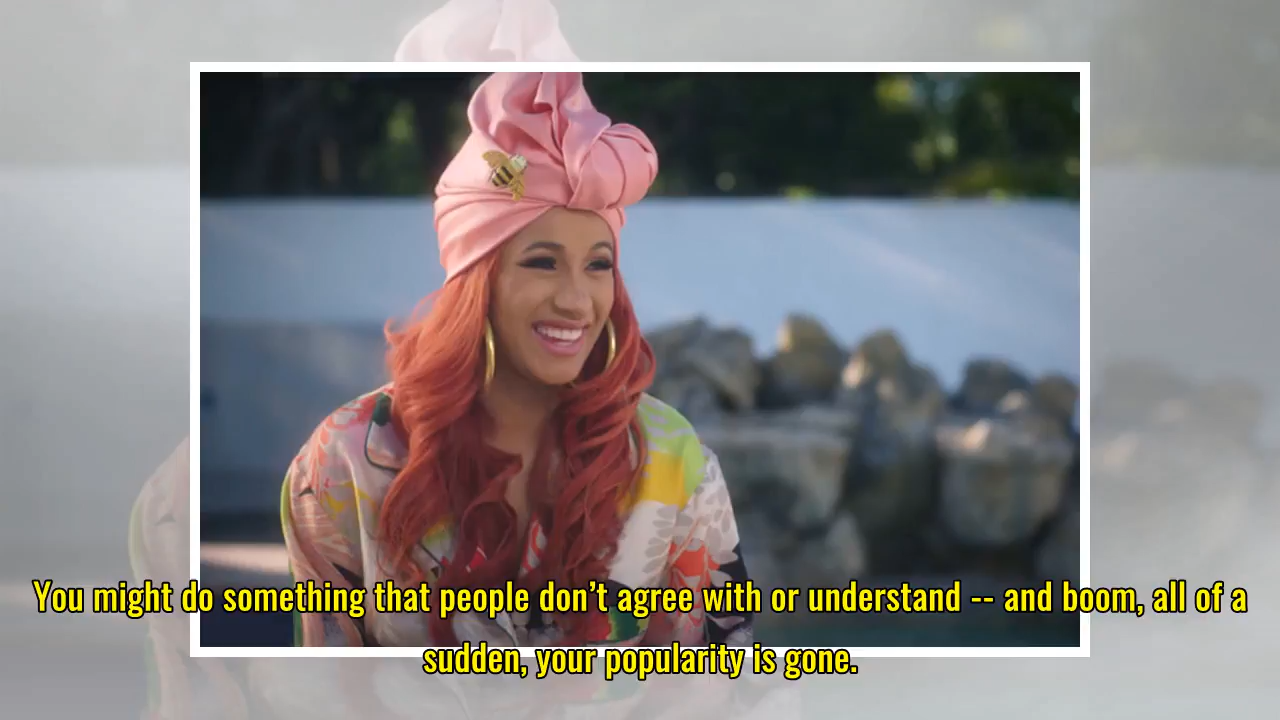 You might do something that people don’t agree with or understand -- and boom, all of a
sudden, your popularity is gone.